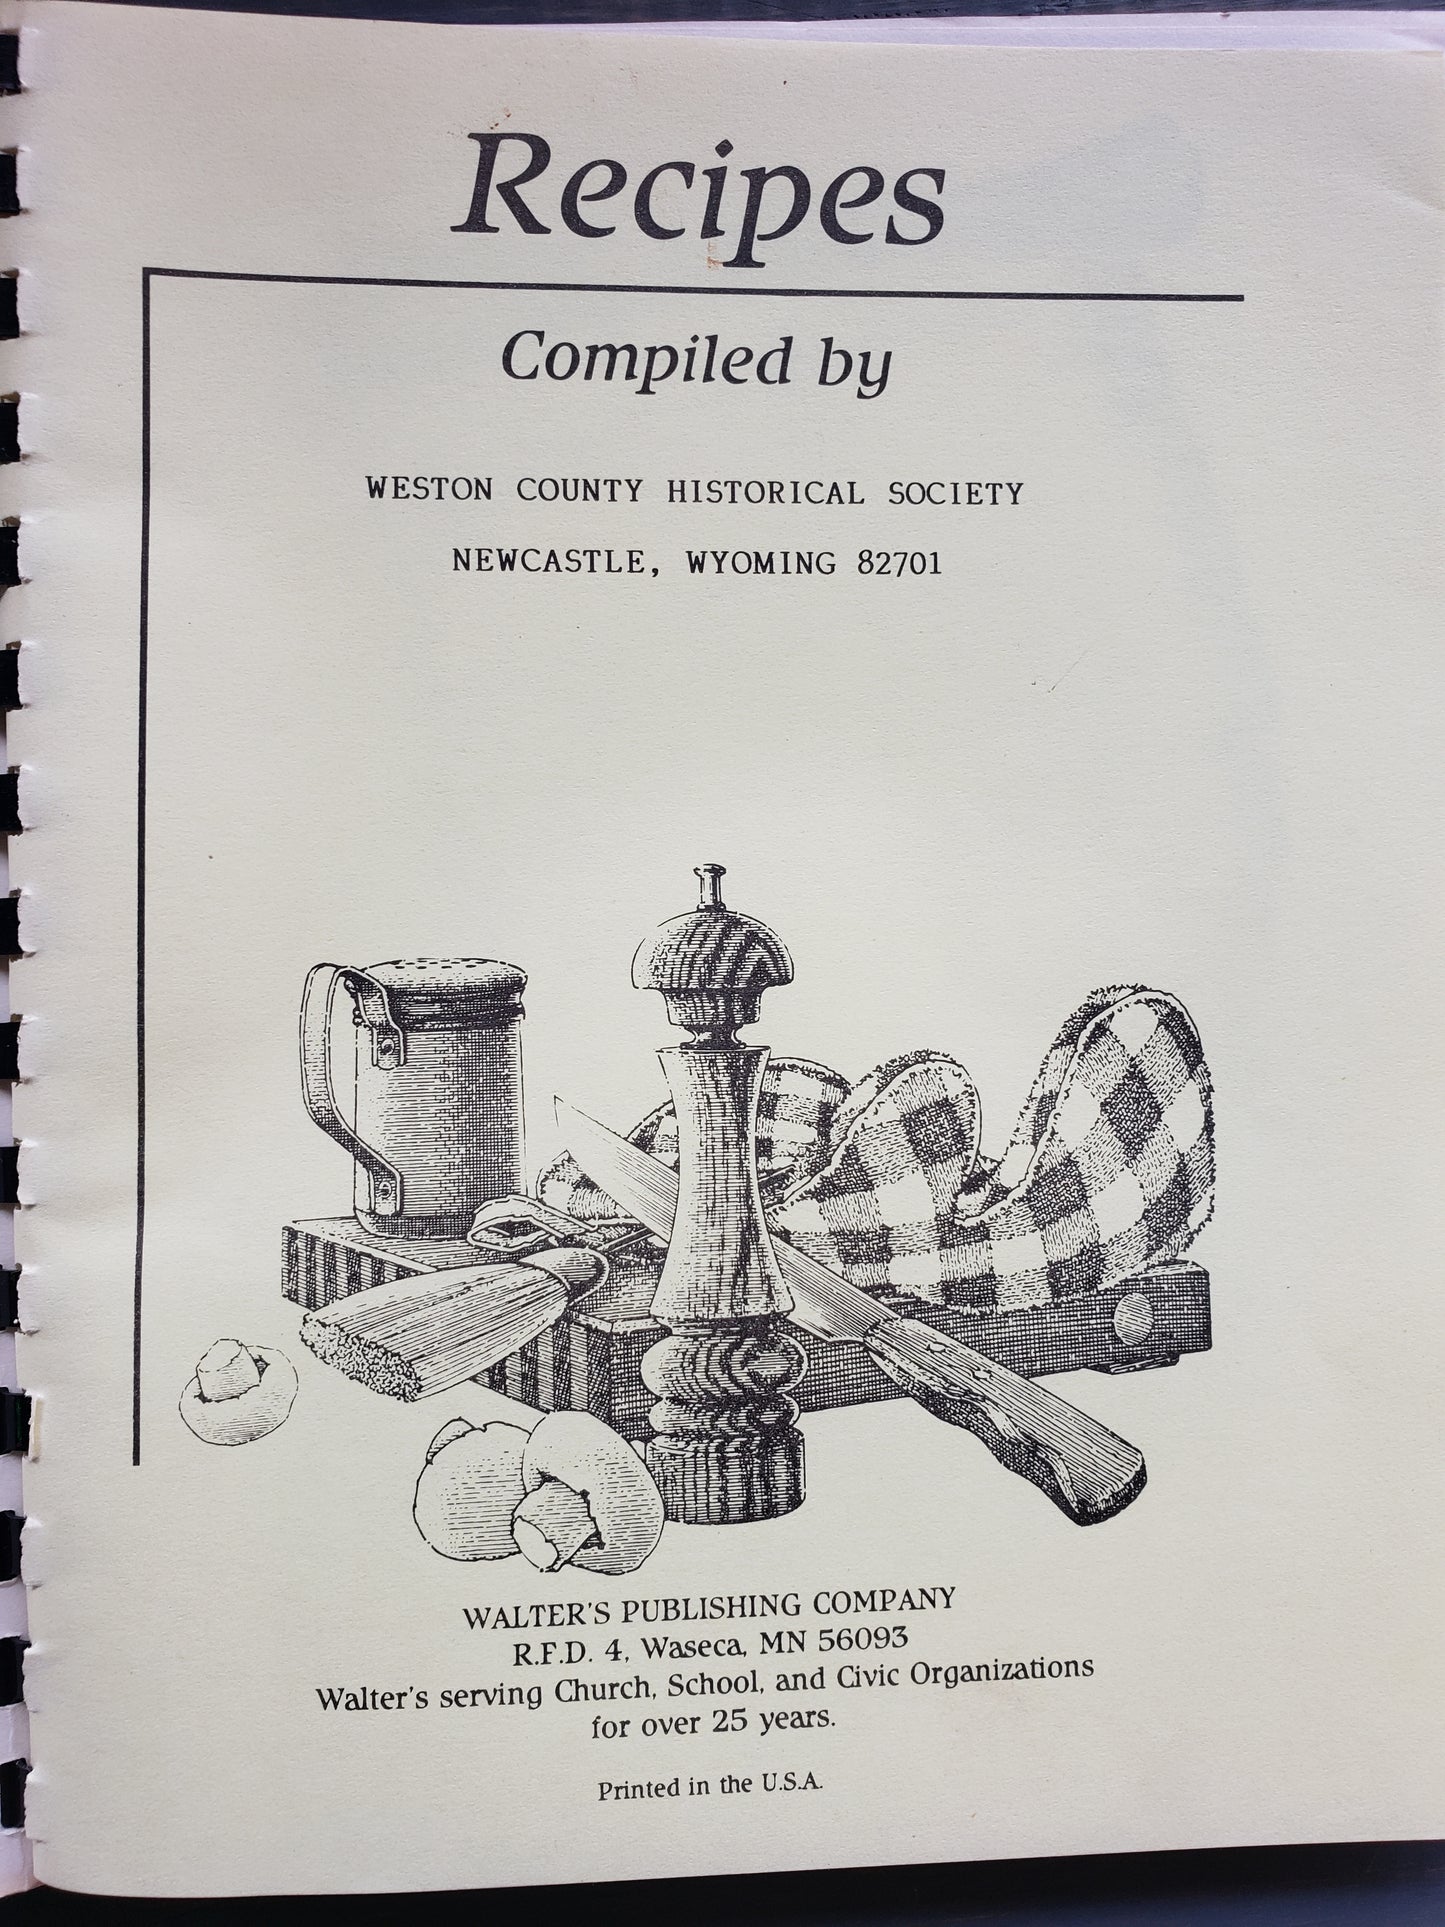 Recipes
Compiled by
WESTON COUNTY HISTORICAL SOCIETY
NEWCASTLE, WYOMING 82701
WALTER'S PUBLISHING COMPANY
R.F.D. 4, Waseca, MN 56093
Walter's serving Church, School, and Civic Organizations
for over 25 years.
Printed in the U.S.A.